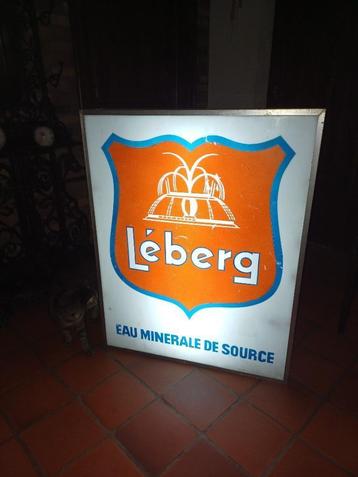 Léberg
EAU MINERALE DE SOURCE